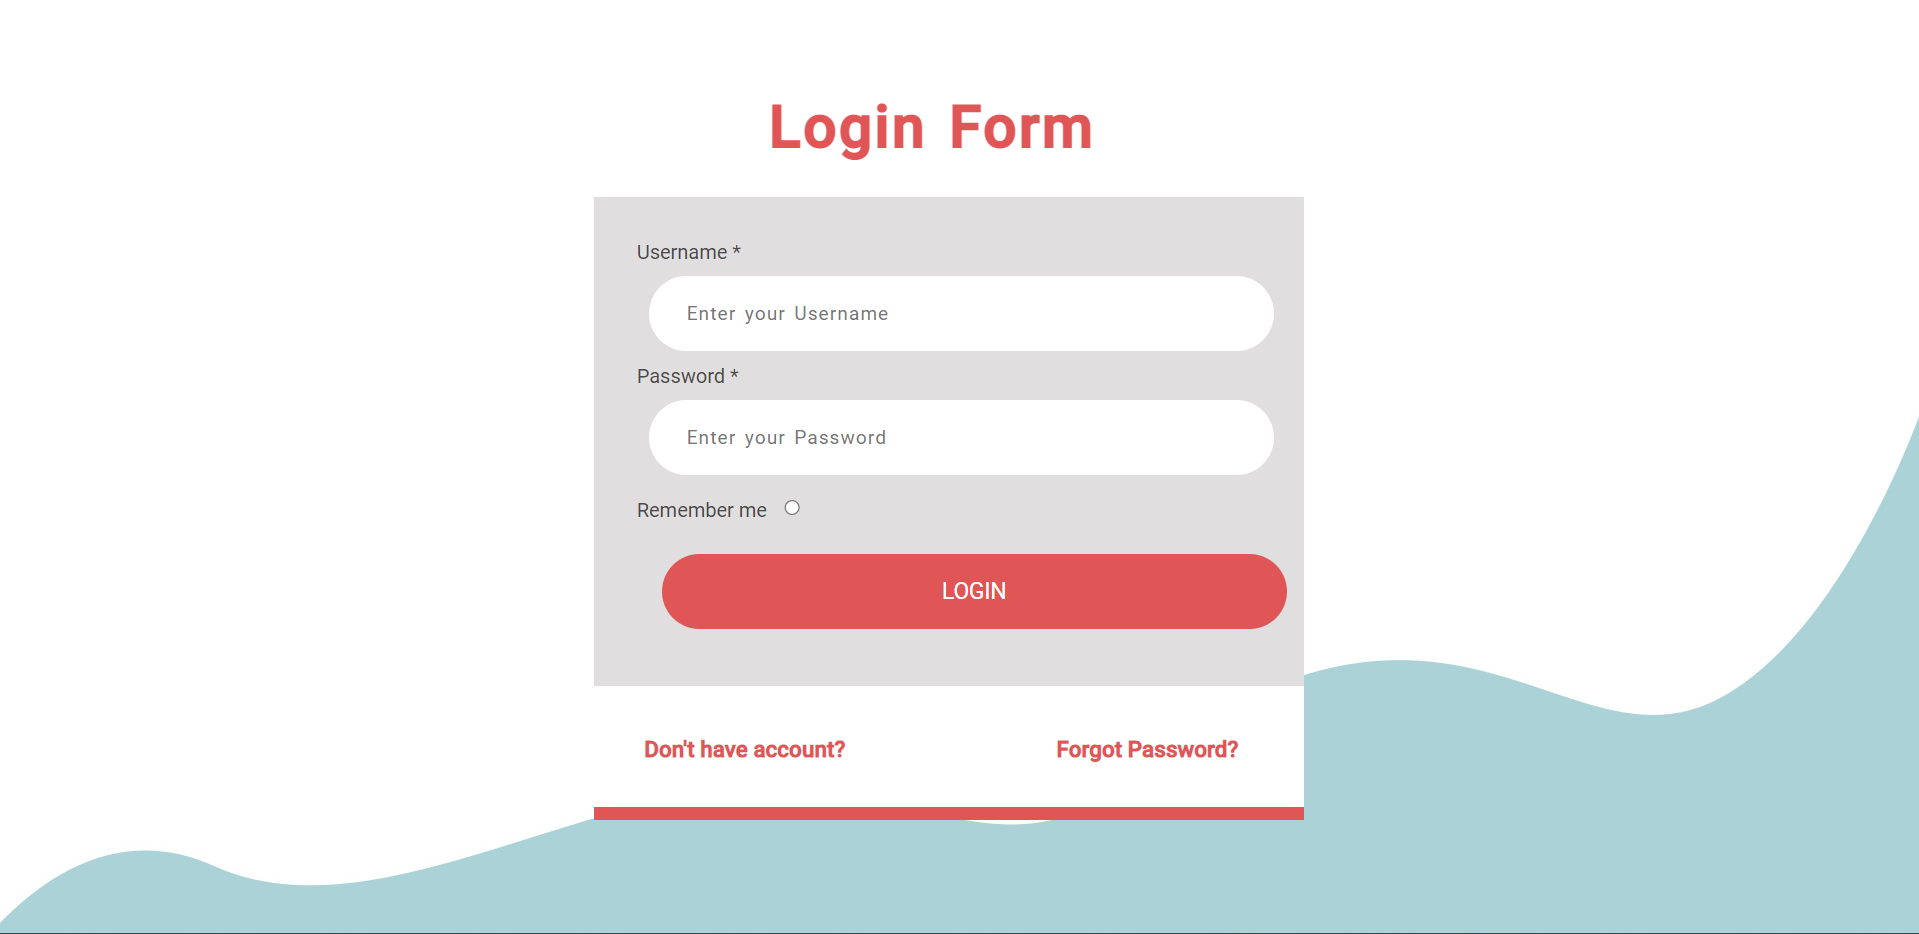 Login Form
Username *
Enter your Username
Password *
Enter your Password
Remember me
LOGIN
Don't have account? Forgot Password?